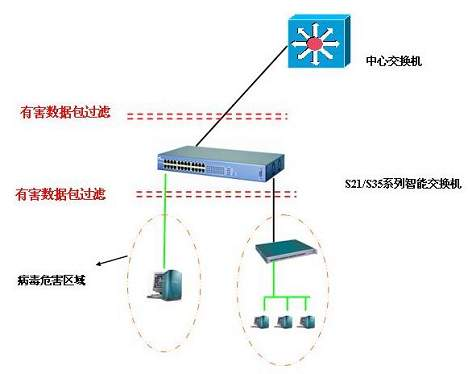 中心交换机
有害数据包过滤
有害数据包过滤
S21/S35系列智能交换机
病毒危害区域